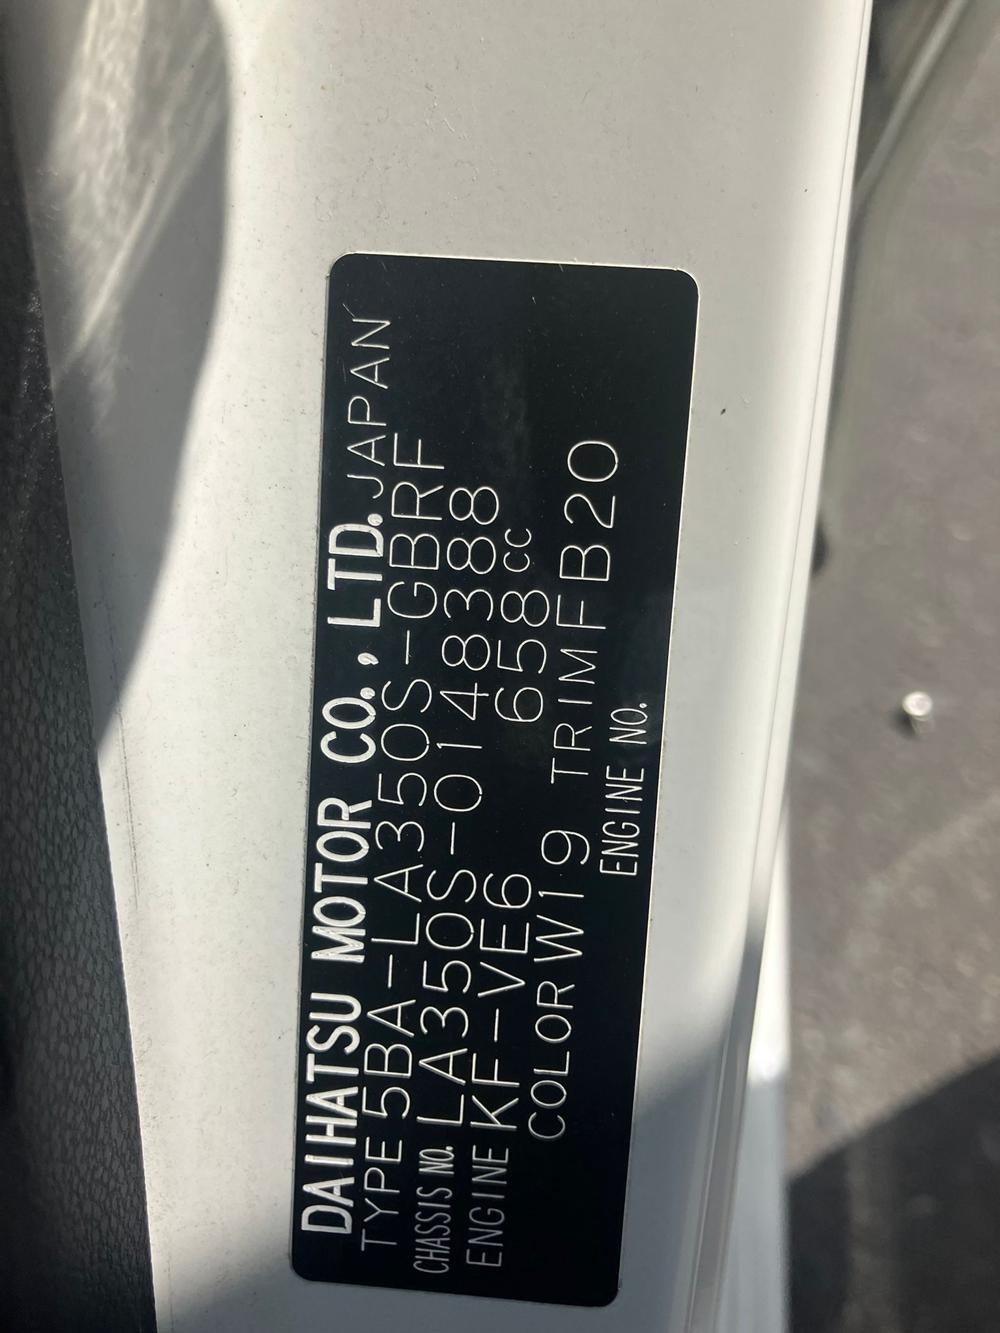 DAIHATSU MOTOR CO., LTD. JAPAN
TYPE 5BA-LA350S-GBRF
CHASSIS NO. LA350S-0148388
ENGINE KF-VE6 658cc
COLOR W19 TRIM FB20
ENGINE NO.